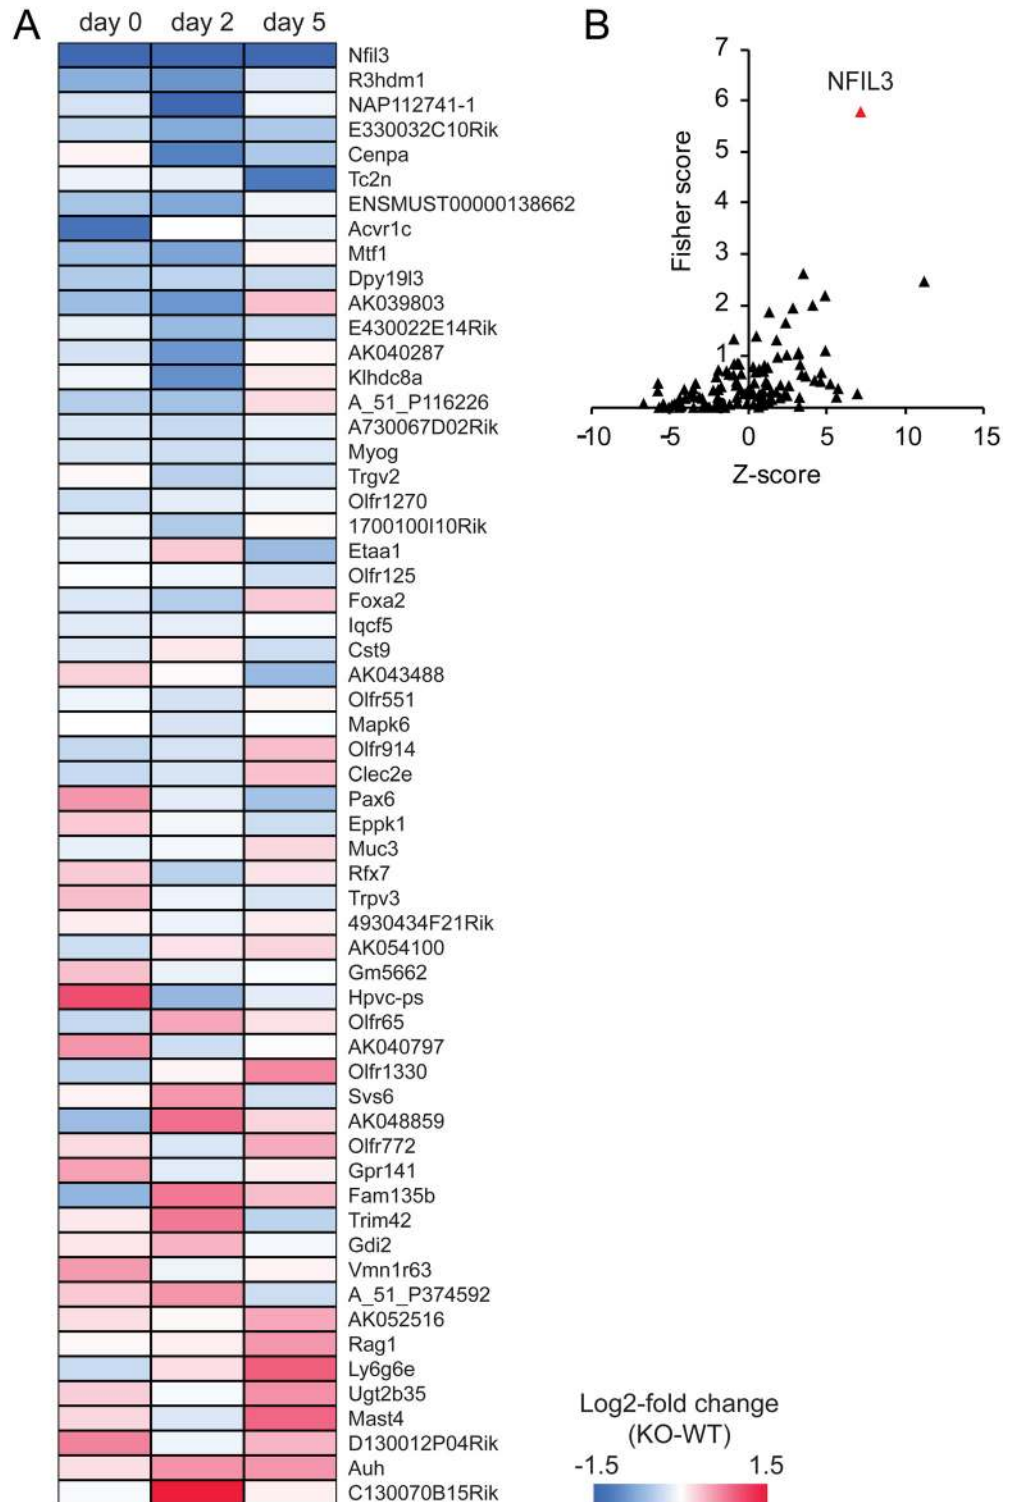 A
day 0 day 2 day 5
Nfil3
R3hdm1
NAP112741-1
E330032C10Rik
Cenpa
Tc2n
ENSMUST00000138662
Acvr1c
Mtf1
Dpy19l3
AK039803
E430022E14Rik
AK040287
Klhdc8a
A_51_P116226
A730067D02Rik
Myog
Trgv2
Olfr1270
1700100I10Rik
Etaa1
Olfr125
Foxa2
Iqcf5
Cst9
AK043488
Olfr551
Mapk6
Olfr914
Clec2e
Pax6
Eppk1
Muc3
Rfx7
Trpv3
4930434F21Rik
AK054100
Gm5662
Hpvc-ps
Olfr65
AK040797
Olfr1330
Svs6
AK048859
Olfr772
Gpr141
Fam135b
Trim42
Gdi2
Vmn1r63
A_51_P374592
AK052516
Rag1
Ly6g6e
Ugt2b35
Mast4
D130012P04Rik
Auh
C130070B15Rik
B
7
6
5
4
3
2
1
Fisher score
NFIL3
-10 -5 0 5 10 15
Z-score
Log2-fold change
(KO-WT)
-1.5 1.5